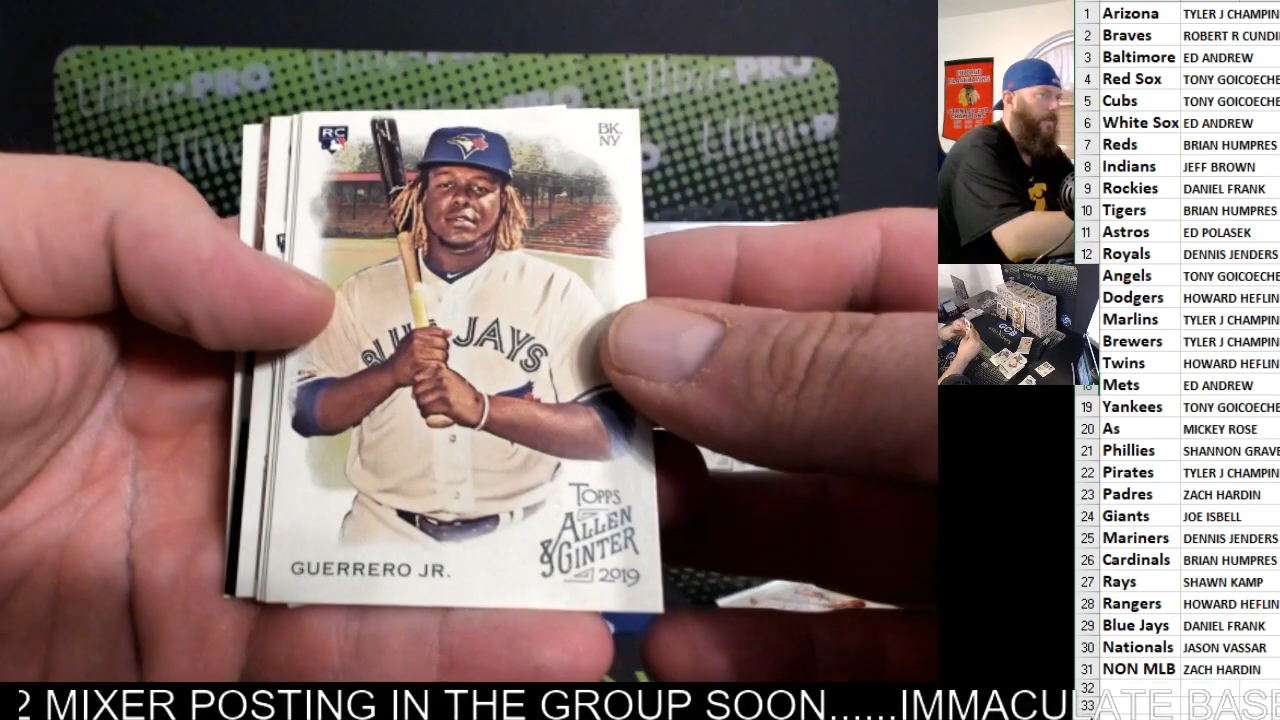 Ultra PRO
PRO
RC
BK.
NY
BLUE JAYS
TOPPS
ALLEN
& GINTER
2019
GUERRERO JR.
GCB
1 Arizona TYLER J CHAMPIN
2 Braves ROBERT R CUNDI
3 Baltimore ED ANDREW
4 Red Sox TONY GOICOECHE
5 Cubs TONY GOICOECHE
6 White Sox ED ANDREW
7 Reds BRIAN HUMPRES
8 Indians JEFF BROWN
9 Rockies DANIEL FRANK
10 Tigers BRIAN HUMPRES
11 Astros ED POLASEK
12 Royals DENNIS JENDERS
Angels TONY GOICOECHE
Dodgers HOWARD HEFLIN
Marlins TYLER J CHAMPIN
Brewers TYLER J CHAMPIN
Twins HOWARD HEFLIN
Mets ED ANDREW
19 Yankees TONY GOICOECHE
20 As MICKEY ROSE
21 Phillies SHANNON GRAVE
22 Pirates TYLER J CHAMPIN
23 Padres ZACH HARDIN
24 Giants JOE ISBELL
25 Mariners DENNIS JENDERS
26 Cardinals BRIAN HUMPRES
27 Rays SHAWN KAMP
28 Rangers HOWARD HEFLIN
29 Blue Jays DANIEL FRANK
30 Nationals JASON VASSAR
31 NON MLB ZACH HARDIN
32
33
2 MIXER POSTING IN THE GROUP SOON......IMMACULATE BASE